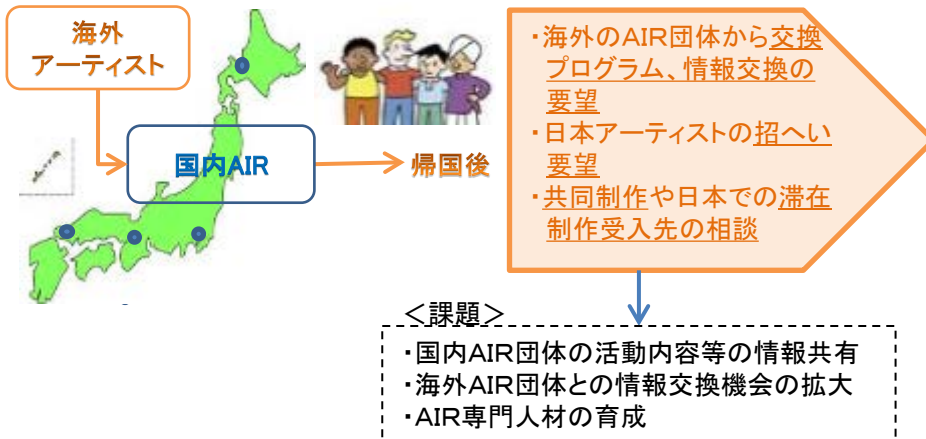 海外
アーティスト
国内AIR
帰国後
・海外のAIR団体から交換
プログラム、情報交換の
要望
・日本アーティストの招へい
要望
・共同制作や日本での滞在
制作受入先の相談
＜課題＞
・国内AIR団体の活動内容等の情報共有
・海外AIR団体との情報交換機会の拡大
・AIR専門人材の育成